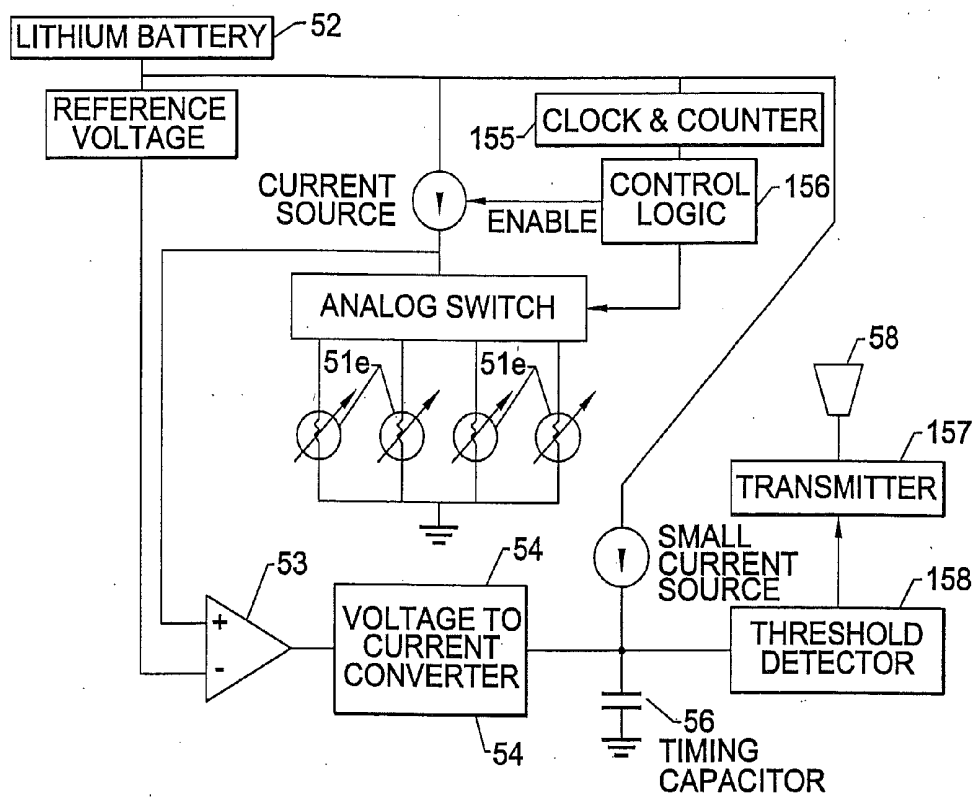 LITHIUM BATTERY
52
REFERENCE
VOLTAGE
155
CLOCK & COUNTER
CURRENT
SOURCE
ENABLE
CONTROL
LOGIC
156
ANALOG SWITCH
51e
51e
58
157
TRANSMITTER
SMALL
CURRENT
SOURCE
158
THRESHOLD
DETECTOR
53
+
-
54
VOLTAGE TO
CURRENT
CONVERTER
54
56
TIMING
CAPACITOR